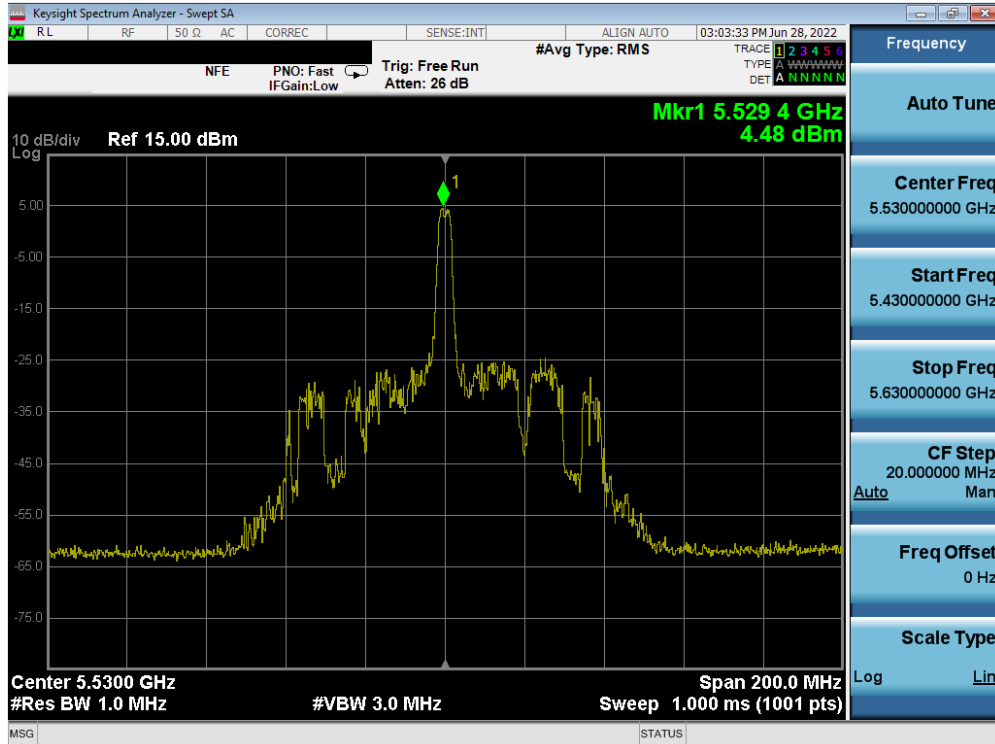 Keysight Spectrum Analyzer - Swept SA
LXI RL RF 50 Ω AC CORREC SENSE:INT ALIGN AUTO 03:03:33 PM Jun 28, 2022
NFE PNO: Fast IFGain:Low Trig: Free Run Atten: 26 dB #Avg Type: RMS
TRACE 1 2 3 4 5 6
TYPE A WWWWW
DET A N N N N N
Mkr1 5.529 4 GHz
4.48 dBm
10 dB/div Ref 15.00 dBm
Log
1
5.00
-5.00
-15.0
-25.0
-35.0
-45.0
-55.0
-65.0
-75.0
Center 5.5300 GHz Span 200.0 MHz
#Res BW 1.0 MHz #VBW 3.0 MHz Sweep 1.000 ms (1001 pts)
MSG STATUS
Frequency
Auto Tune
Center Freq
5.530000000 GHz
Start Freq
5.430000000 GHz
Stop Freq
5.630000000 GHz
CF Step
20.000000 MHz
Auto Man
Freq Offset
0 Hz
Scale Type
Log Lin